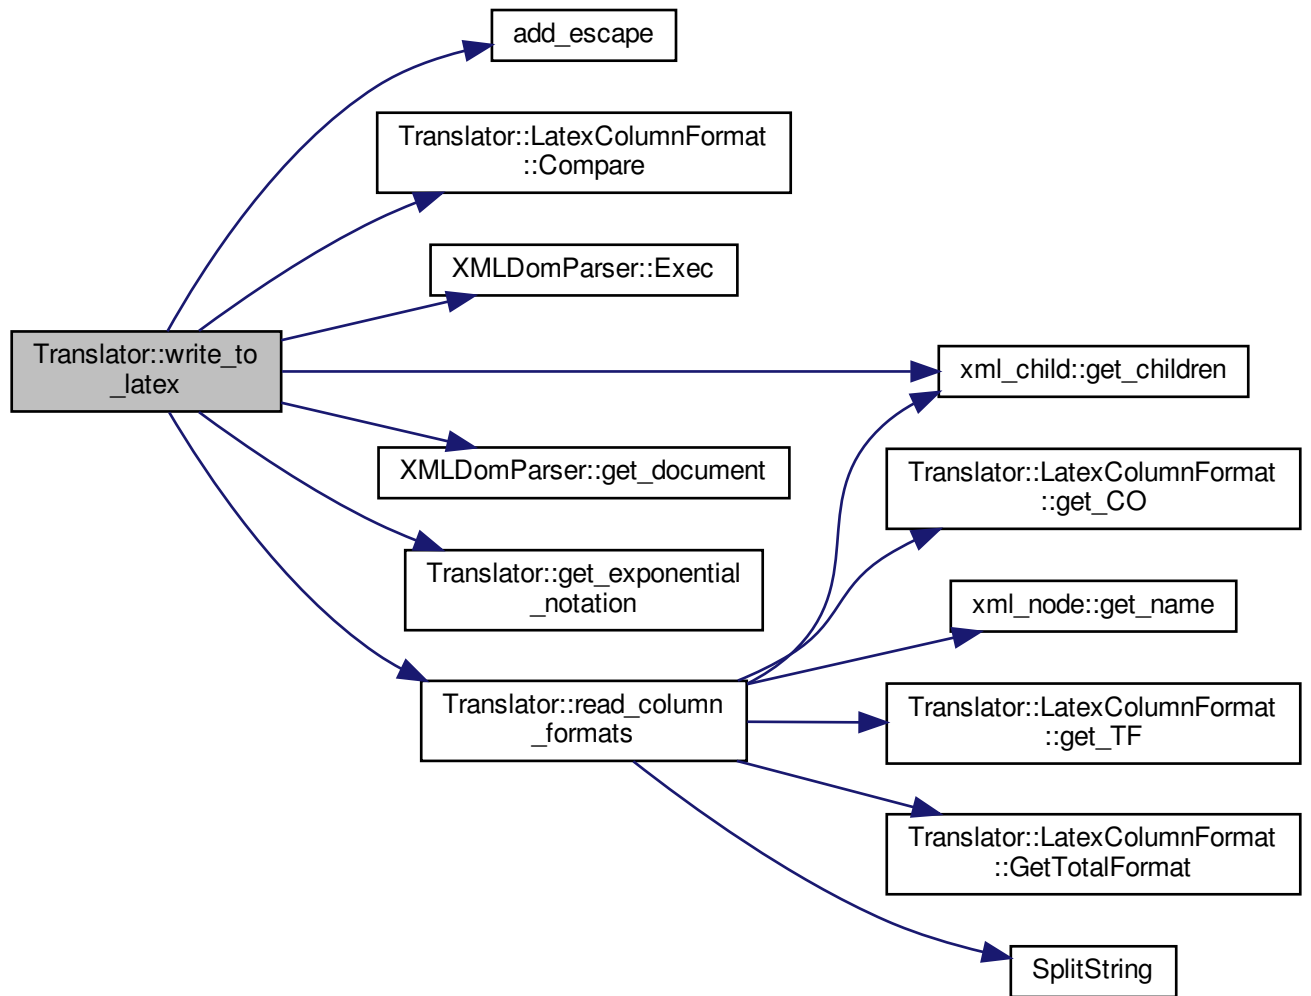 add_escape
Translator::LatexColumnFormat
::Compare
XMLDomParser::Exec
Translator::write_to
_latex
xml_child::get_children
XMLDomParser::get_document
Translator::LatexColumnFormat
::get_CO
Translator::get_exponential
_notation
xml_node::get_name
Translator::read_column
_formats
Translator::LatexColumnFormat
::get_TF
Translator::LatexColumnFormat
::GetTotalFormat
SplitString